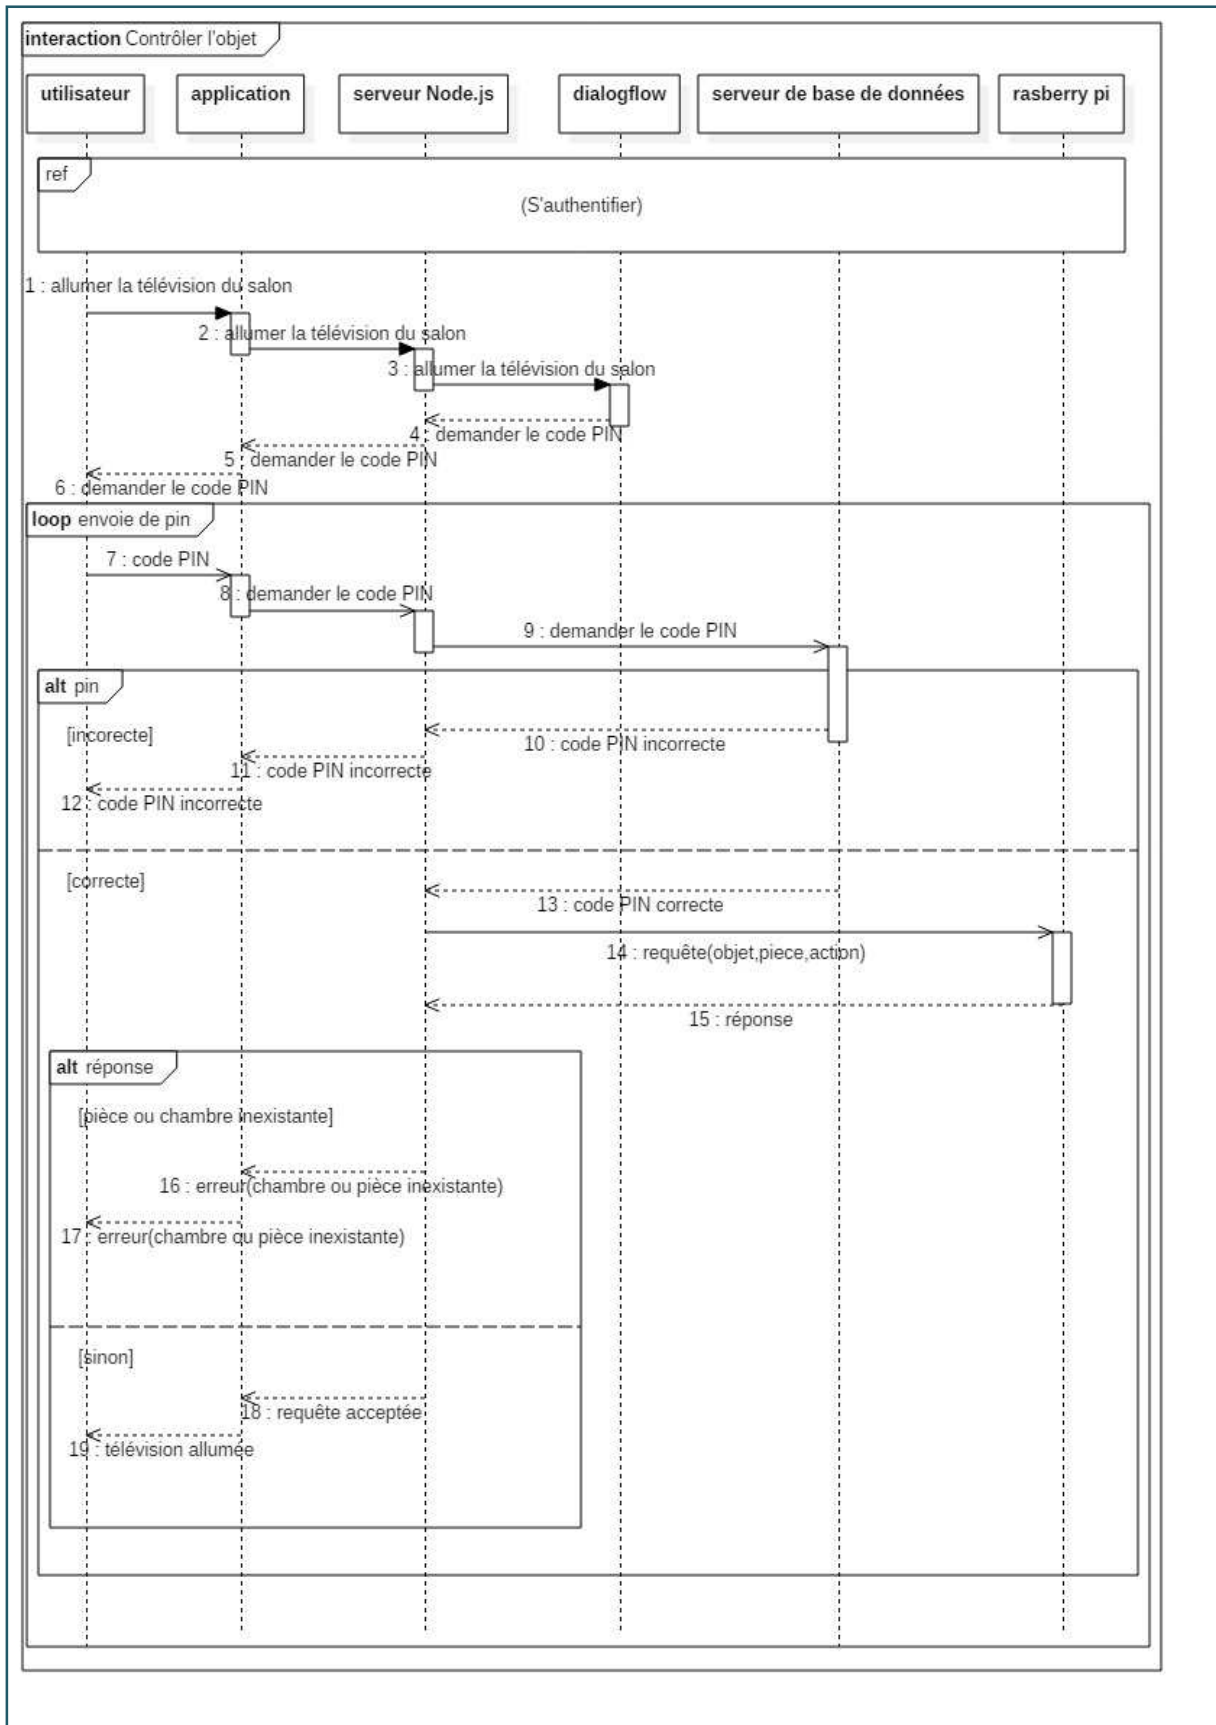 interaction Contrôler l'objet
utilisateur
application
serveur Node.js
dialogflow
serveur de base de données
rasberry pi
ref
(S'authentifier)
1 : allumer la télévision du salon
2 : allumer la télévision du salon
3 : allumer la télévision du salon
4 : demander le code PIN
5 : demander le code PIN
6 : demander le code PIN
loop envoie de pin
7 : code PIN
8 : demander le code PIN
9 : demander le code PIN
alt pin
[incorecte]
10 : code PIN incorrecte
11 : code PIN incorrecte
12 : code PIN incorrecte
[correcte]
13 : code PIN correcte
14 : requête(objet,piece,action)
15 : réponse
alt réponse
[pièce ou chambre inexistante]
16 : erreur(chambre ou pièce inexistante)
17 : erreur(chambre ou pièce inexistante)
[sinon]
18 : requête acceptée
19 : télévision allumée